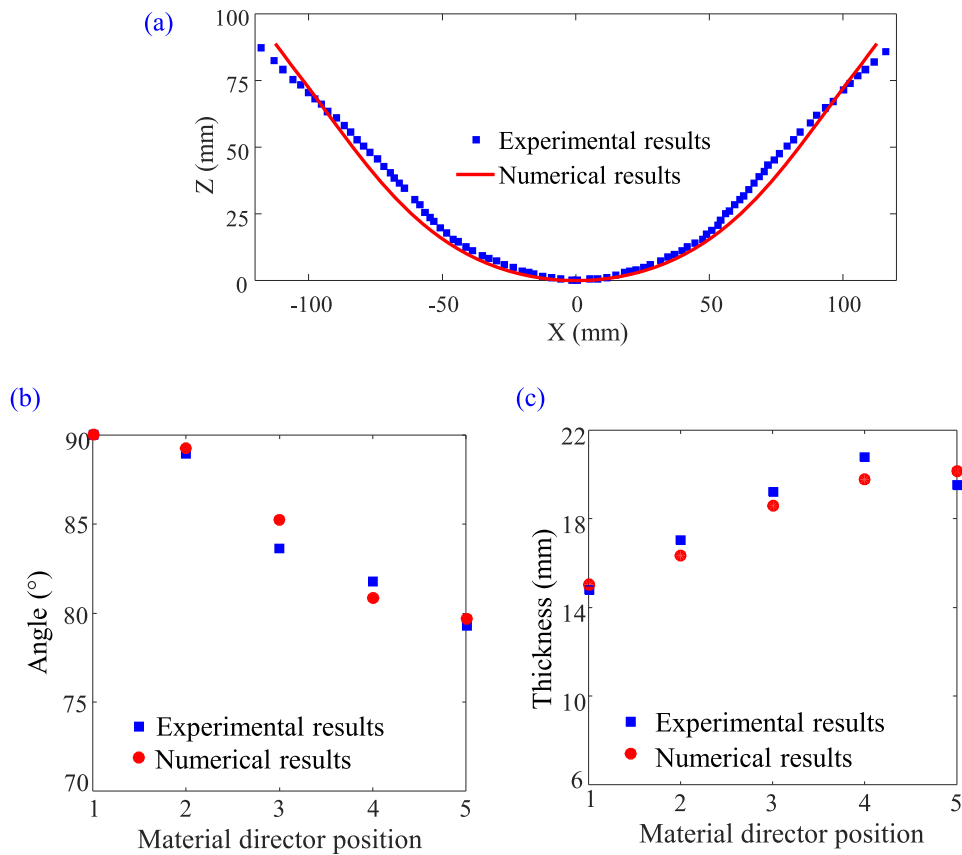 (a)
100
75
50
25
0
Z (mm)
Experimental results
Numerical results
-100
-50
0
50
100
X (mm)
(b)
90
85
80
75
70
Angle (°)
Experimental results
Numerical results
1
2
3
4
5
Material director position
(c)
22
18
14
10
6
Thickness (mm)
Experimental results
Numerical results
1
2
3
4
5
Material director position